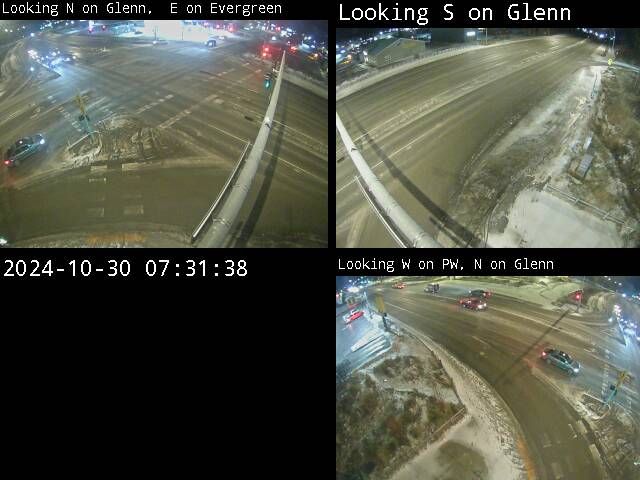 Looking N on Glenn, E on Evergreen
Looking S on Glenn
2024-10-30 07:31:38
Looking W on PW, N on Glenn